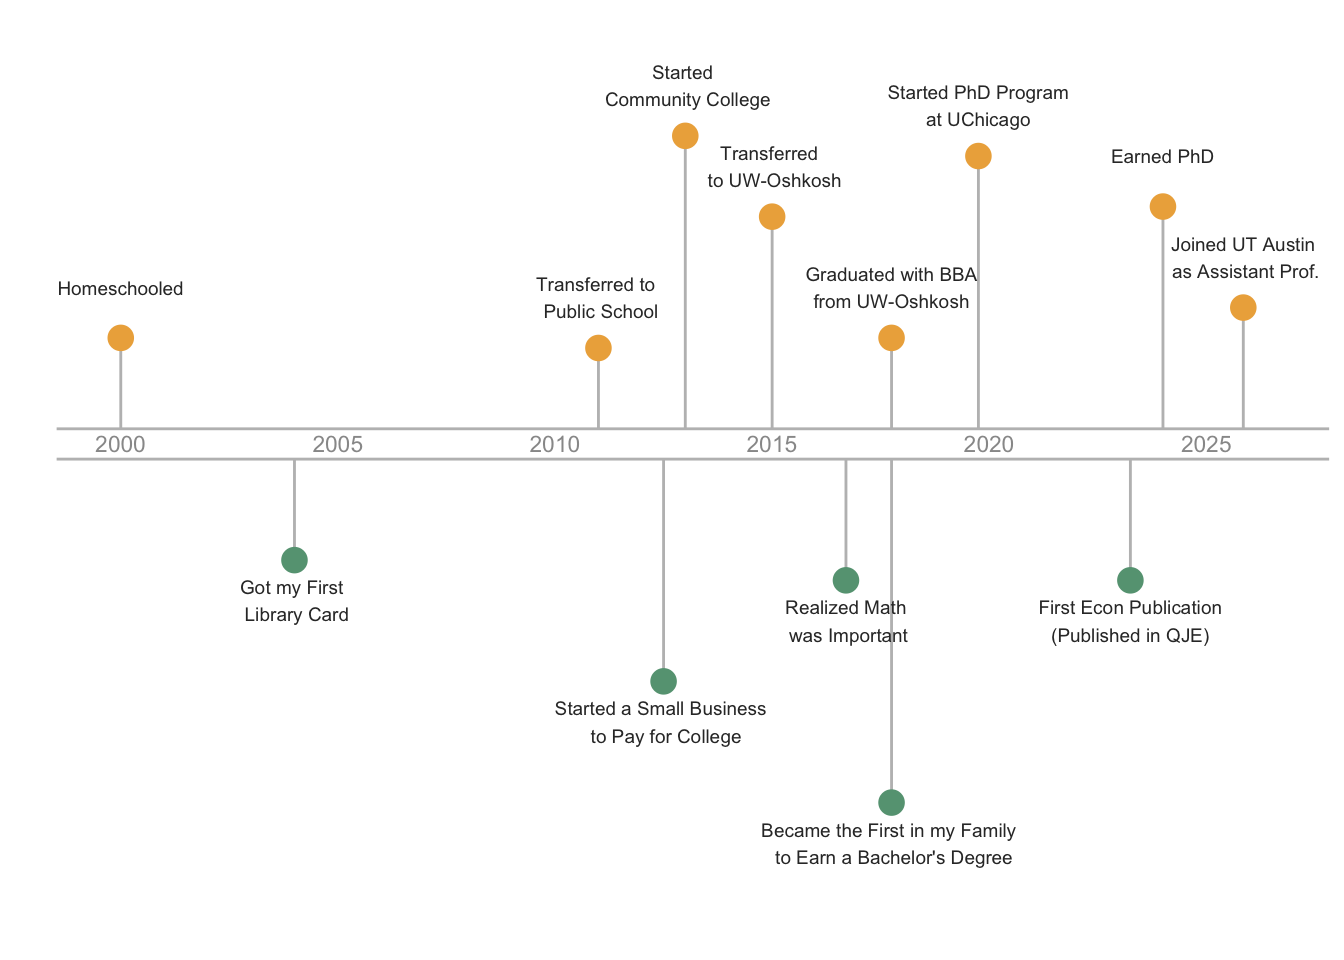 Started
Community College
Started PhD Program
at UChicago
Transferred
to UW-Oshkosh
Earned PhD
Joined UT Austin
as Assistant Prof.
Homeschooled
Transferred to
Public School
Graduated with BBA
from UW-Oshkosh
2000
2005
2010
2015
2020
2025
Got my First
Library Card
Realized Math
was Important
First Econ Publication
(Published in QJE)
Started a Small Business
to Pay for College
Became the First in my Family
to Earn a Bachelor's Degree